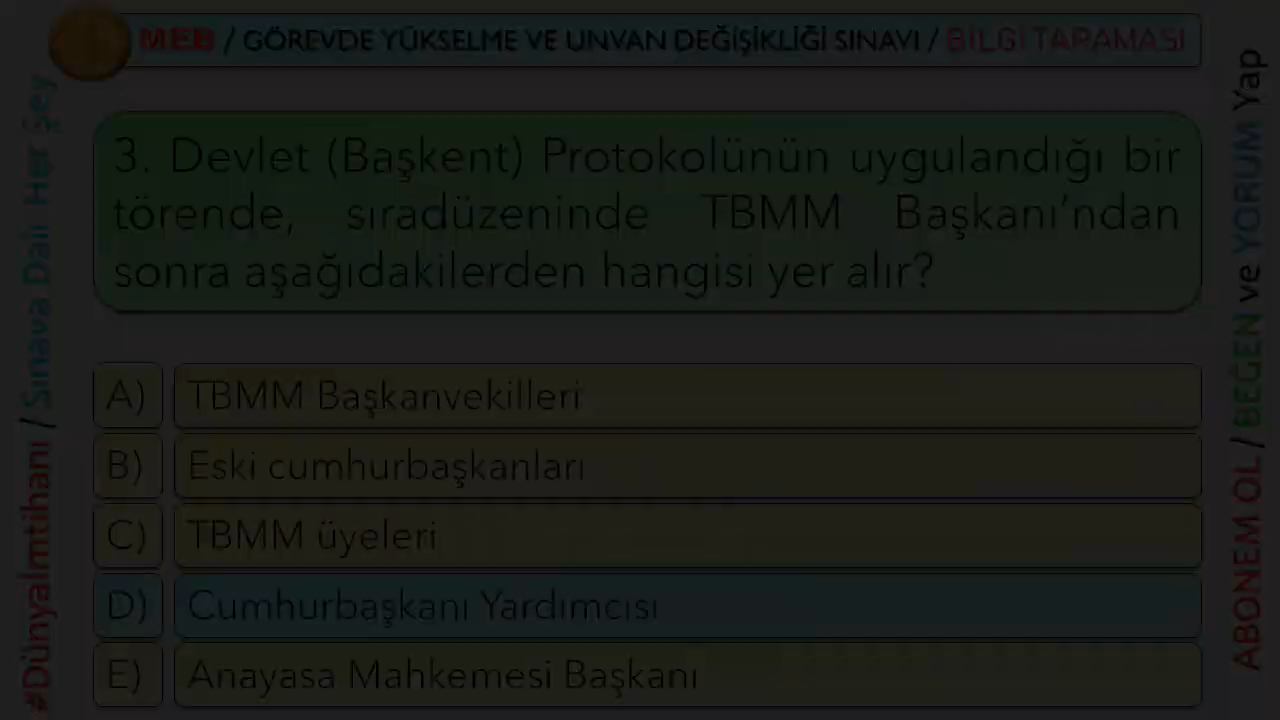 MEB / GÖREVDE YÜKSELME VE UNVAN DEĞİŞİKLİĞİ SINAVI / BİLGİ TARAMASI
3. Devlet (Başkent) Protokolünün uygulandığı bir
törende, sıradüzeninde TBMM Başkanı'ndan
sonra aşağıdakilerden hangisi yer alır?
A) TBMM Başkanvekilleri
B) Eski cumhurbaşkanları
C) TBMM üyeleri
D) Cumhurbaşkanı Yardımcısı
E) Anayasa Mahkemesi Başkanı
#Dünyaİmtihanı / Sınava Dair Her Şey
ABONEM OL / BEĞEN ve YORUM Yap